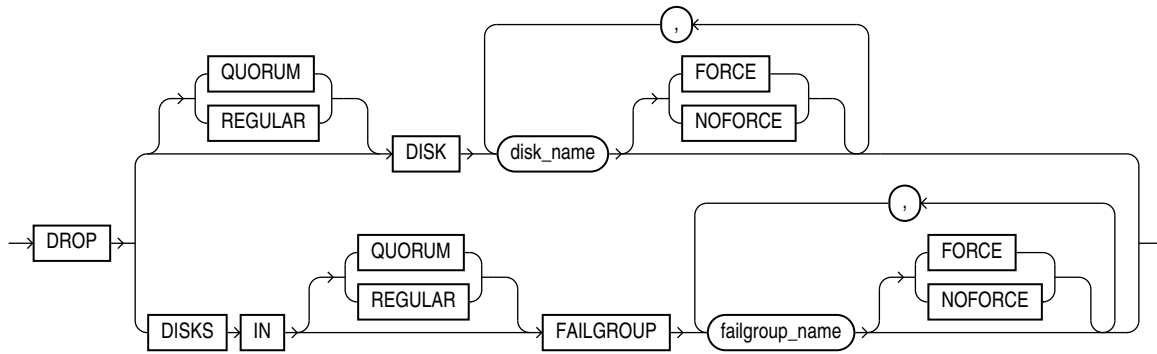 ,
QUORUM FORCE
REGULAR NOFORCE
DISK disk_name
,
DROP
QUORUM FORCE
REGULAR NOFORCE
DISKS IN FAILGROUP failgroup_name